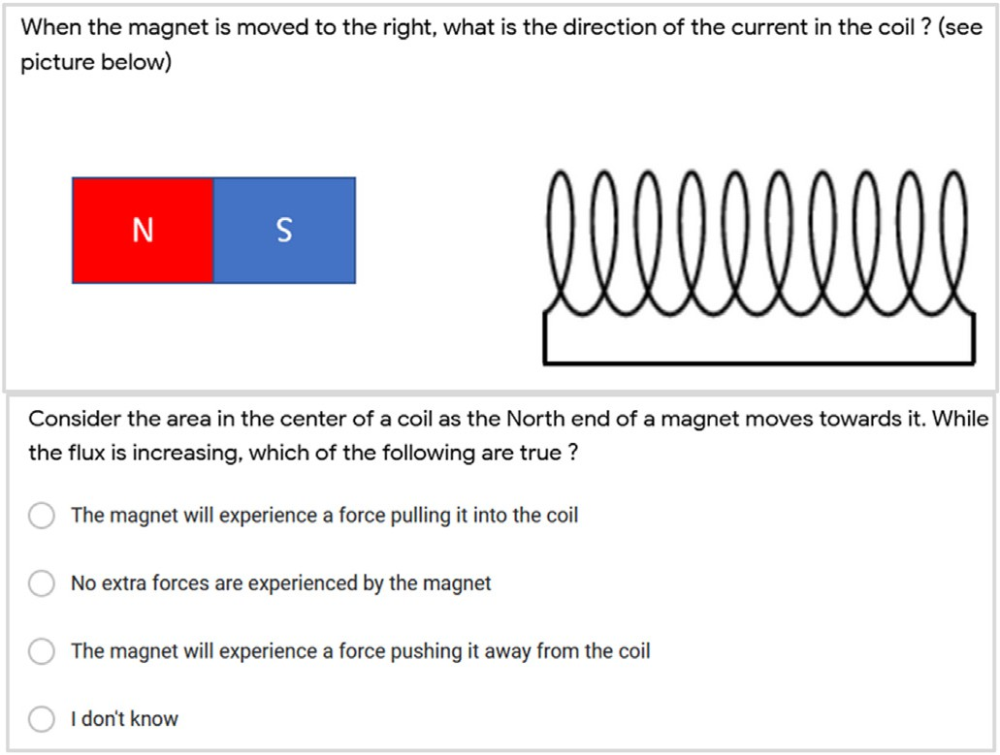 When the magnet is moved to the right, what is the direction of the current in the coil ? (see
picture below)
N S
Consider the area in the center of a coil as the North end of a magnet moves towards it. While
the flux is increasing, which of the following are true ?
The magnet will experience a force pulling it into the coil
No extra forces are experienced by the magnet
The magnet will experience a force pushing it away from the coil
I don't know